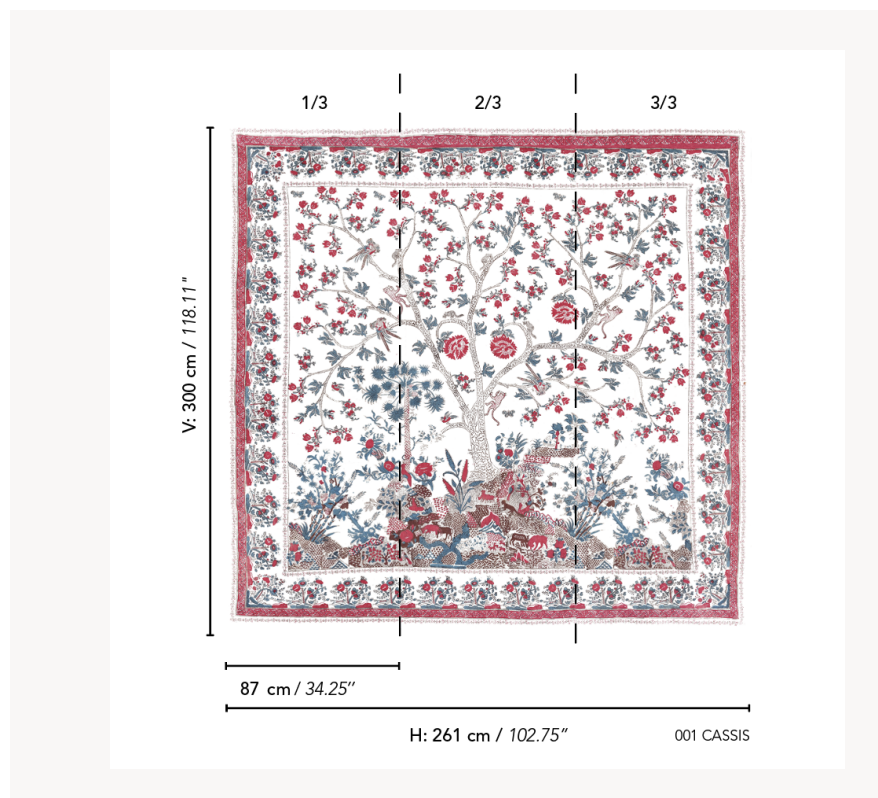 1/3 2/3 3/3
V: 300 cm / 118.11"
87 cm / 34.25’’
H: 261 cm / 102.75”
001 CASSIS